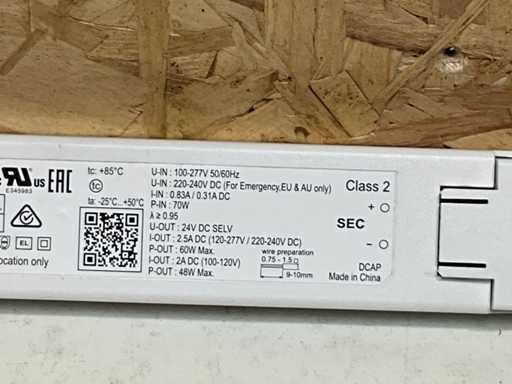 tc: +85°C
tc
RU US EAC
E345983
ta: -25°C...+50°C
EL
ocation only
U-IN : 100-277V 50/60Hz
U-IN : 220-240V DC (For Emergency,EU & AU only)
I-IN : 0.83A / 0.31A DC
P-IN : 70W
λ ≥ 0.95
U-OUT : 24V DC SELV
I-OUT : 2.5A DC (120-277V / 220-240V DC)
P-OUT : 60W Max.
I-OUT : 2A DC (100-120V)
P-OUT : 48W Max.
wire preparation
0.75 - 1.5
9-10mm
Class 2
+
SEC
-
DCAP
Made in China